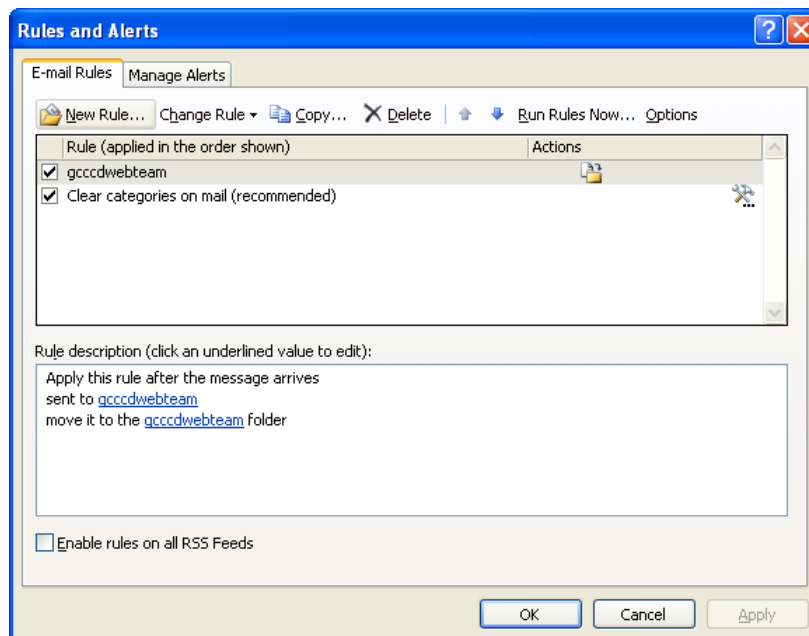 Rules and Alerts
E-mail Rules Manage Alerts
New Rule... Change Rule Copy... Delete Run Rules Now... Options
Rule (applied in the order shown) Actions
gcccdwebteam
Clear categories on mail (recommended)
Rule description (click an underlined value to edit):
Apply this rule after the message arrives
sent to gcccdwebteam
move it to the gcccdwebteam folder
Enable rules on all RSS Feeds
OK Cancel Apply